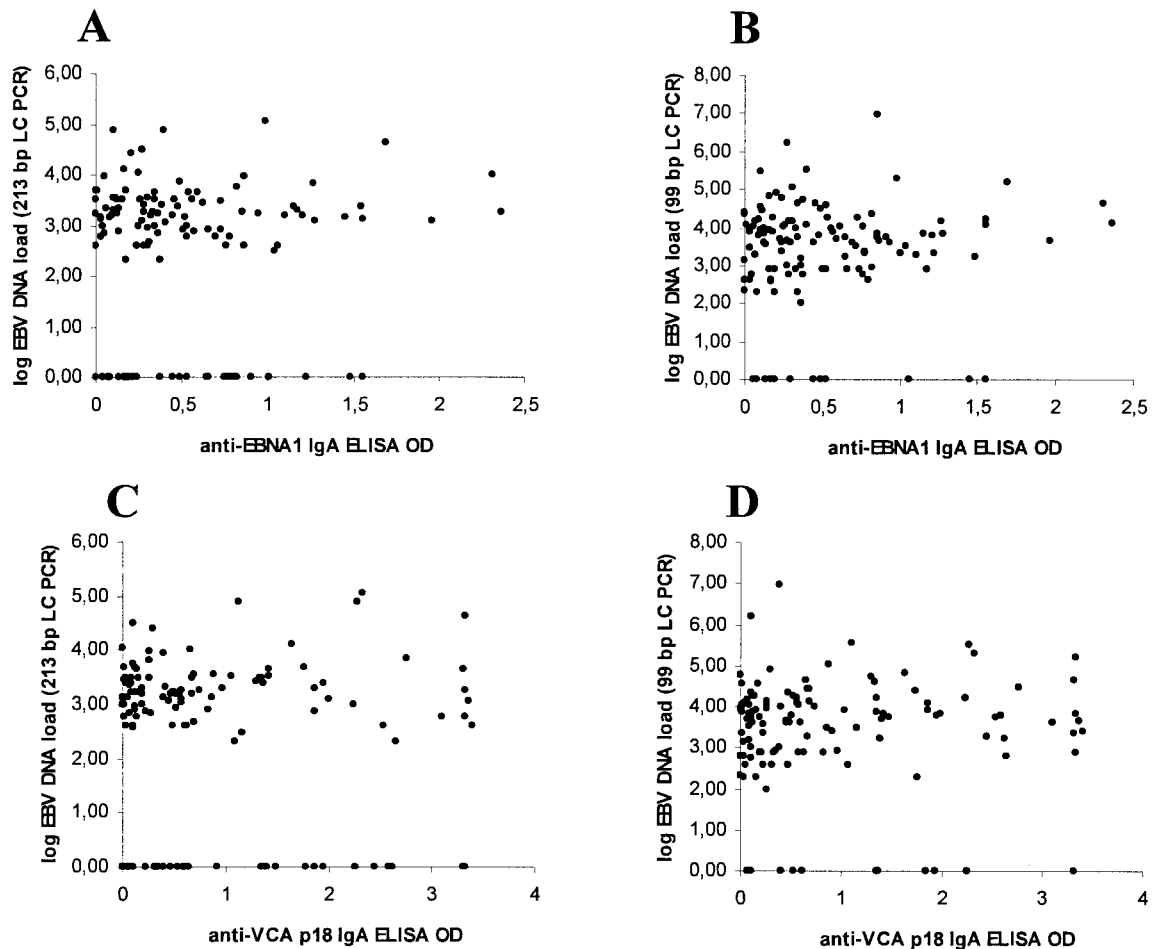 A
log EBV DNA load (213 bp LC PCR)
6,00
5,00
4,00
3,00
2,00
1,00
0,00
0 0,5 1 1,5 2 2,5
anti-EBNA1 IgA ELISA OD
B
log EBV DNA load (99 bp LC PCR)
8,00
7,00
6,00
5,00
4,00
3,00
2,00
1,00
0,00
0 0,5 1 1,5 2 2,5
anti-EBNA1 IgA ELISA OD
C
log EBV DNA load (213 bp LC PCR)
6,00
5,00
4,00
3,00
2,00
1,00
0,00
0 1 2 3 4
anti-VCA p18 IgA ELISA OD
D
log EBV DNA load (99 bp LC PCR)
8,00
7,00
6,00
5,00
4,00
3,00
2,00
1,00
0,00
0 1 2 3 4
anti-VCA p18 IgA ELISA OD